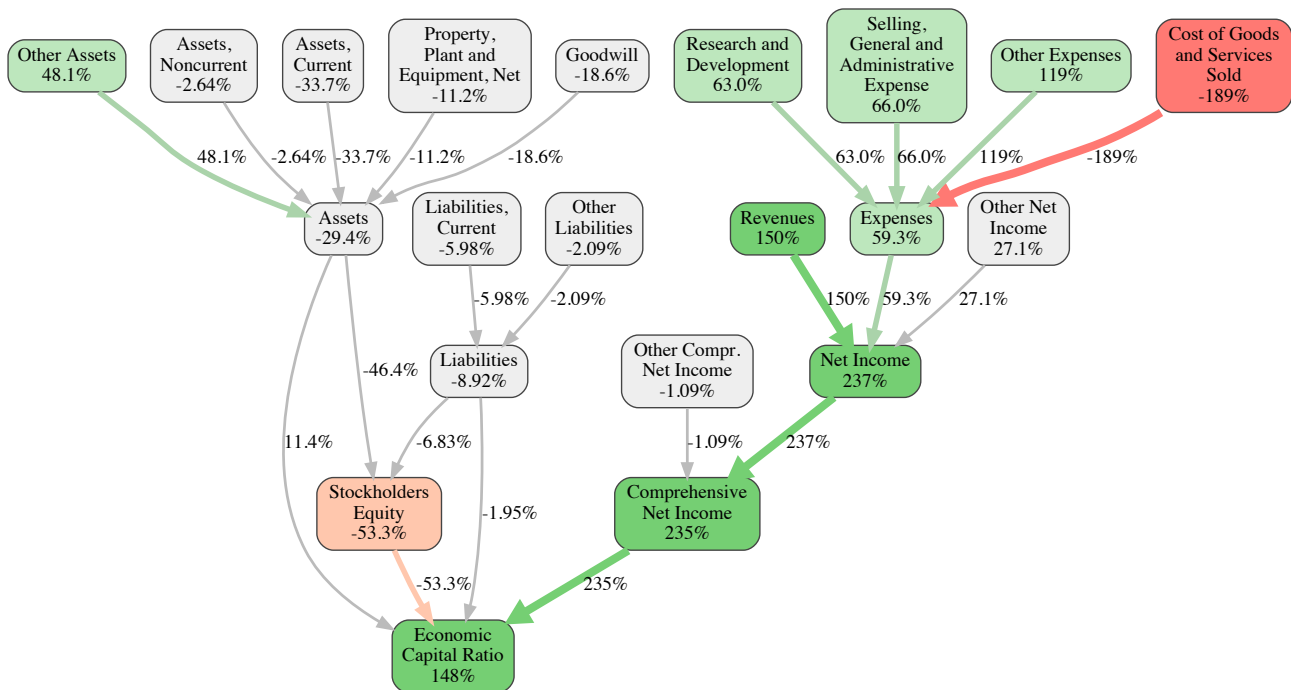 Other Assets
48.1%
Assets,
Noncurrent
-2.64%
Assets,
Current
-33.7%
Property,
Plant and
Equipment, Net
-11.2%
Goodwill
-18.6%
Research and
Development
63.0%
Selling,
General and
Administrative
Expense
66.0%
Other Expenses
119%
Cost of Goods
and Services
Sold
-189%
48.1%
-2.64%
-33.7%
-11.2%
-18.6%
63.0%
66.0%
119%
-189%
Assets
-29.4%
Liabilities,
Current
-5.98%
Other
Liabilities
-2.09%
Revenues
150%
Expenses
59.3%
Other Net
Income
27.1%
-5.98%
-2.09%
150%
59.3%
27.1%
Liabilities
-8.92%
Other Compr.
Net Income
-1.09%
Net Income
237%
-46.4%
11.4%
-6.83%
-1.09%
237%
Stockholders
Equity
-53.3%
-1.95%
Comprehensive
Net Income
235%
-53.3%
235%
Economic
Capital Ratio
148%